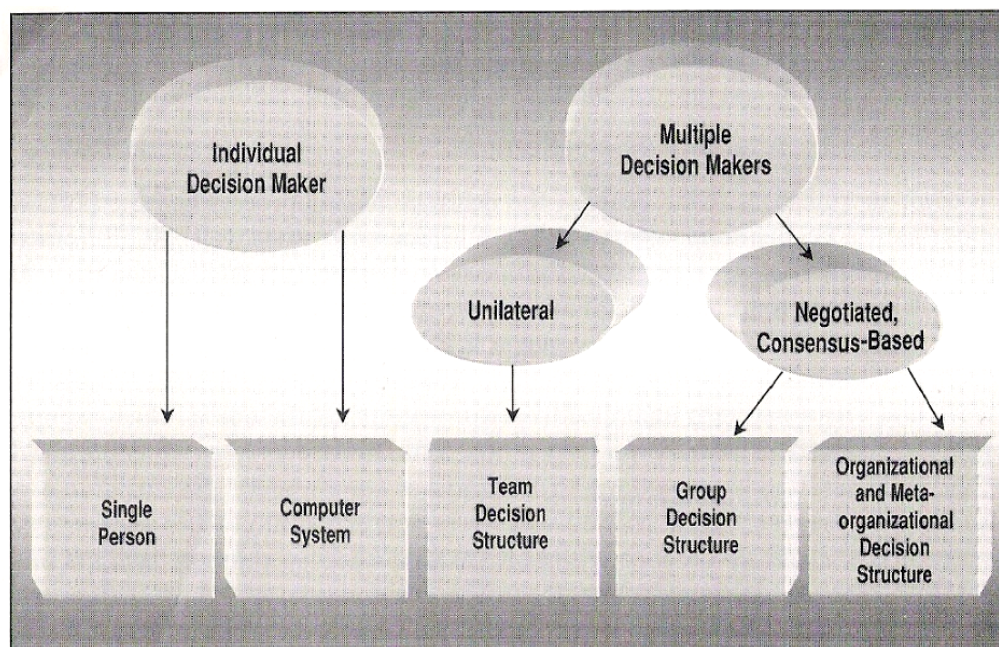 Individual
Decision Maker
Multiple
Decision Makers
Unilateral
Negotiated,
Consensus-Based
Single
Person
Computer
System
Team
Decision
Structure
Group
Decision
Structure
Organizational
and Meta-
organizational
Decision
Structure